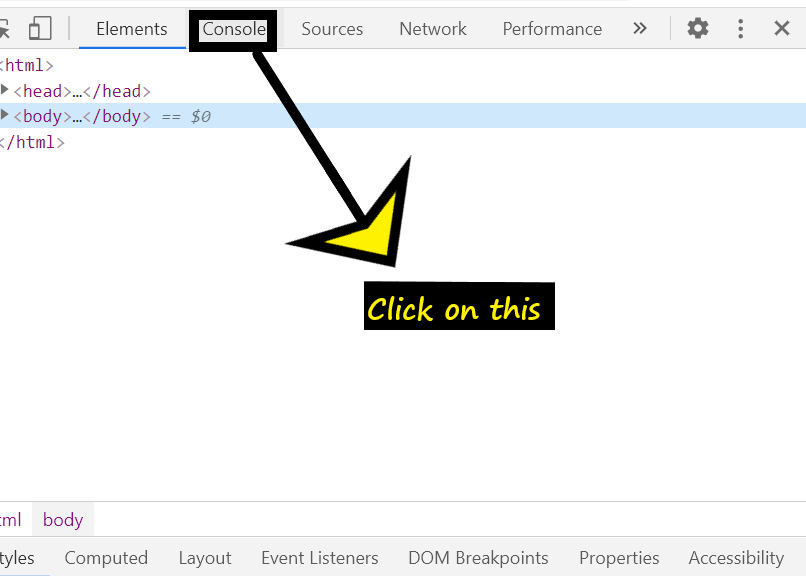 Elements Console Sources Network Performance »
<html>
<head>…</head>
<body>…</body> == $0
</html>
Click on this
tml body
tyles Computed Layout Event Listeners DOM Breakpoints Properties Accessibility